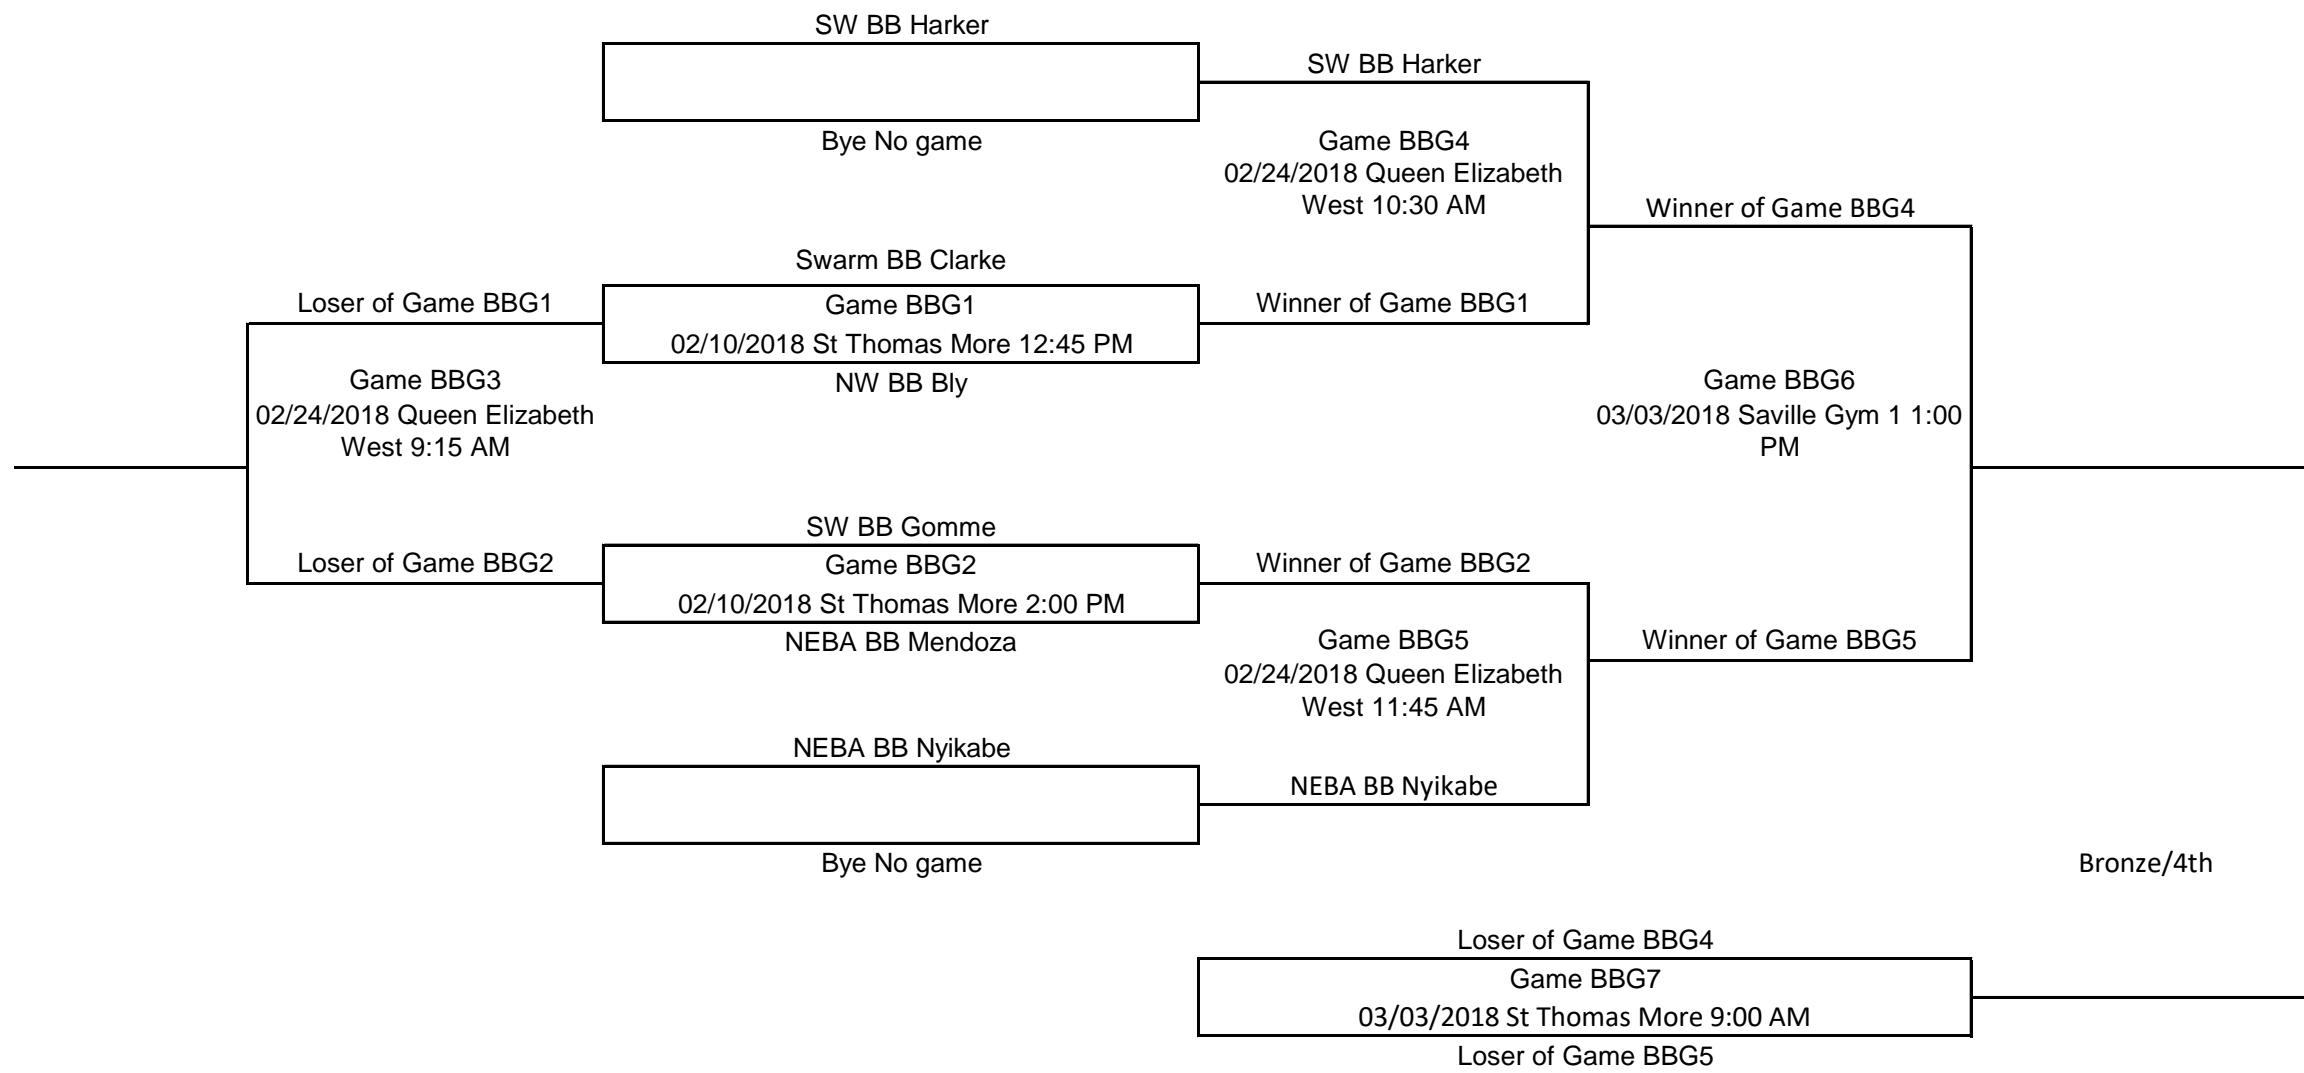 SW BB Harker
SW BB Harker
Bye No game
Game BBG4
02/24/2018 Queen Elizabeth
West 10:30 AM
Winner of Game BBG4
Swarm BB Clarke
Loser of Game BBG1
Game BBG1
Winner of Game BBG1
02/10/2018 St Thomas More 12:45 PM
NW BB Bly
Game BBG3
02/24/2018 Queen Elizabeth
West 9:15 AM
Game BBG6
03/03/2018 Saville Gym 1 1:00
PM
SW BB Gomme
Loser of Game BBG2
Game BBG2
Winner of Game BBG2
02/10/2018 St Thomas More 2:00 PM
NEBA BB Mendoza
Game BBG5
02/24/2018 Queen Elizabeth
West 11:45 AM
Winner of Game BBG5
NEBA BB Nyikabe
NEBA BB Nyikabe
Bye No game
Bronze/4th
Loser of Game BBG4
Game BBG7
03/03/2018 St Thomas More 9:00 AM
Loser of Game BBG5